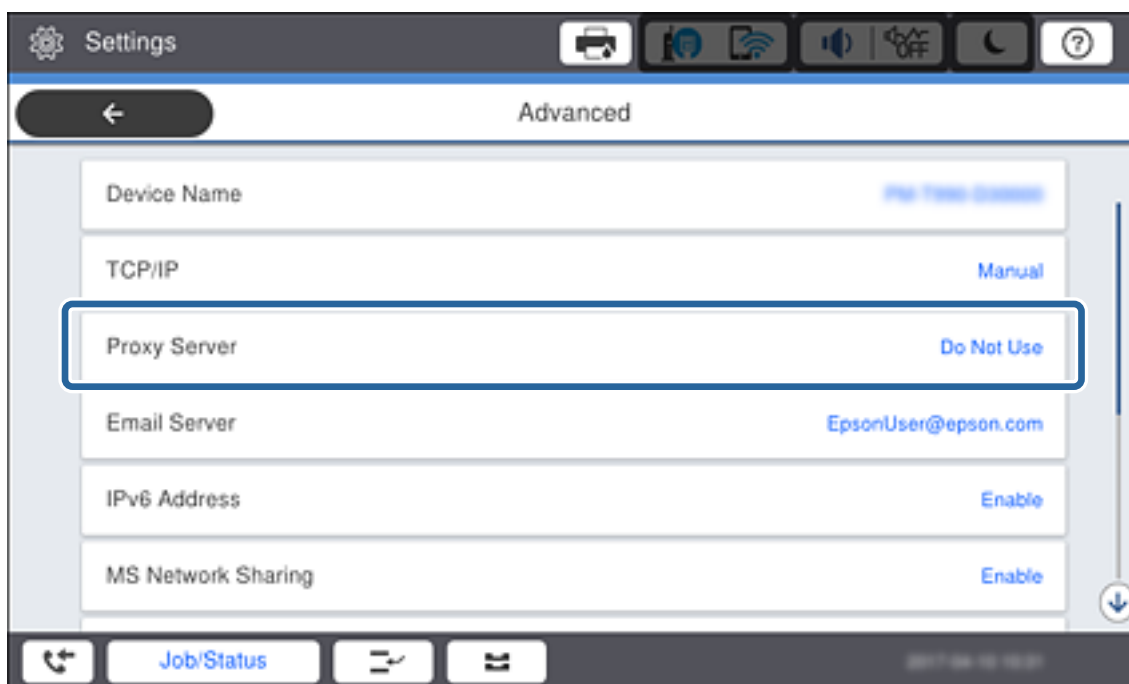 Settings
OFF
Advanced
Device Name
TCP/IP Manual
Proxy Server Do Not Use
Email Server EpsonUser@epson.com
IPv6 Address Enable
MS Network Sharing Enable
Job/Status